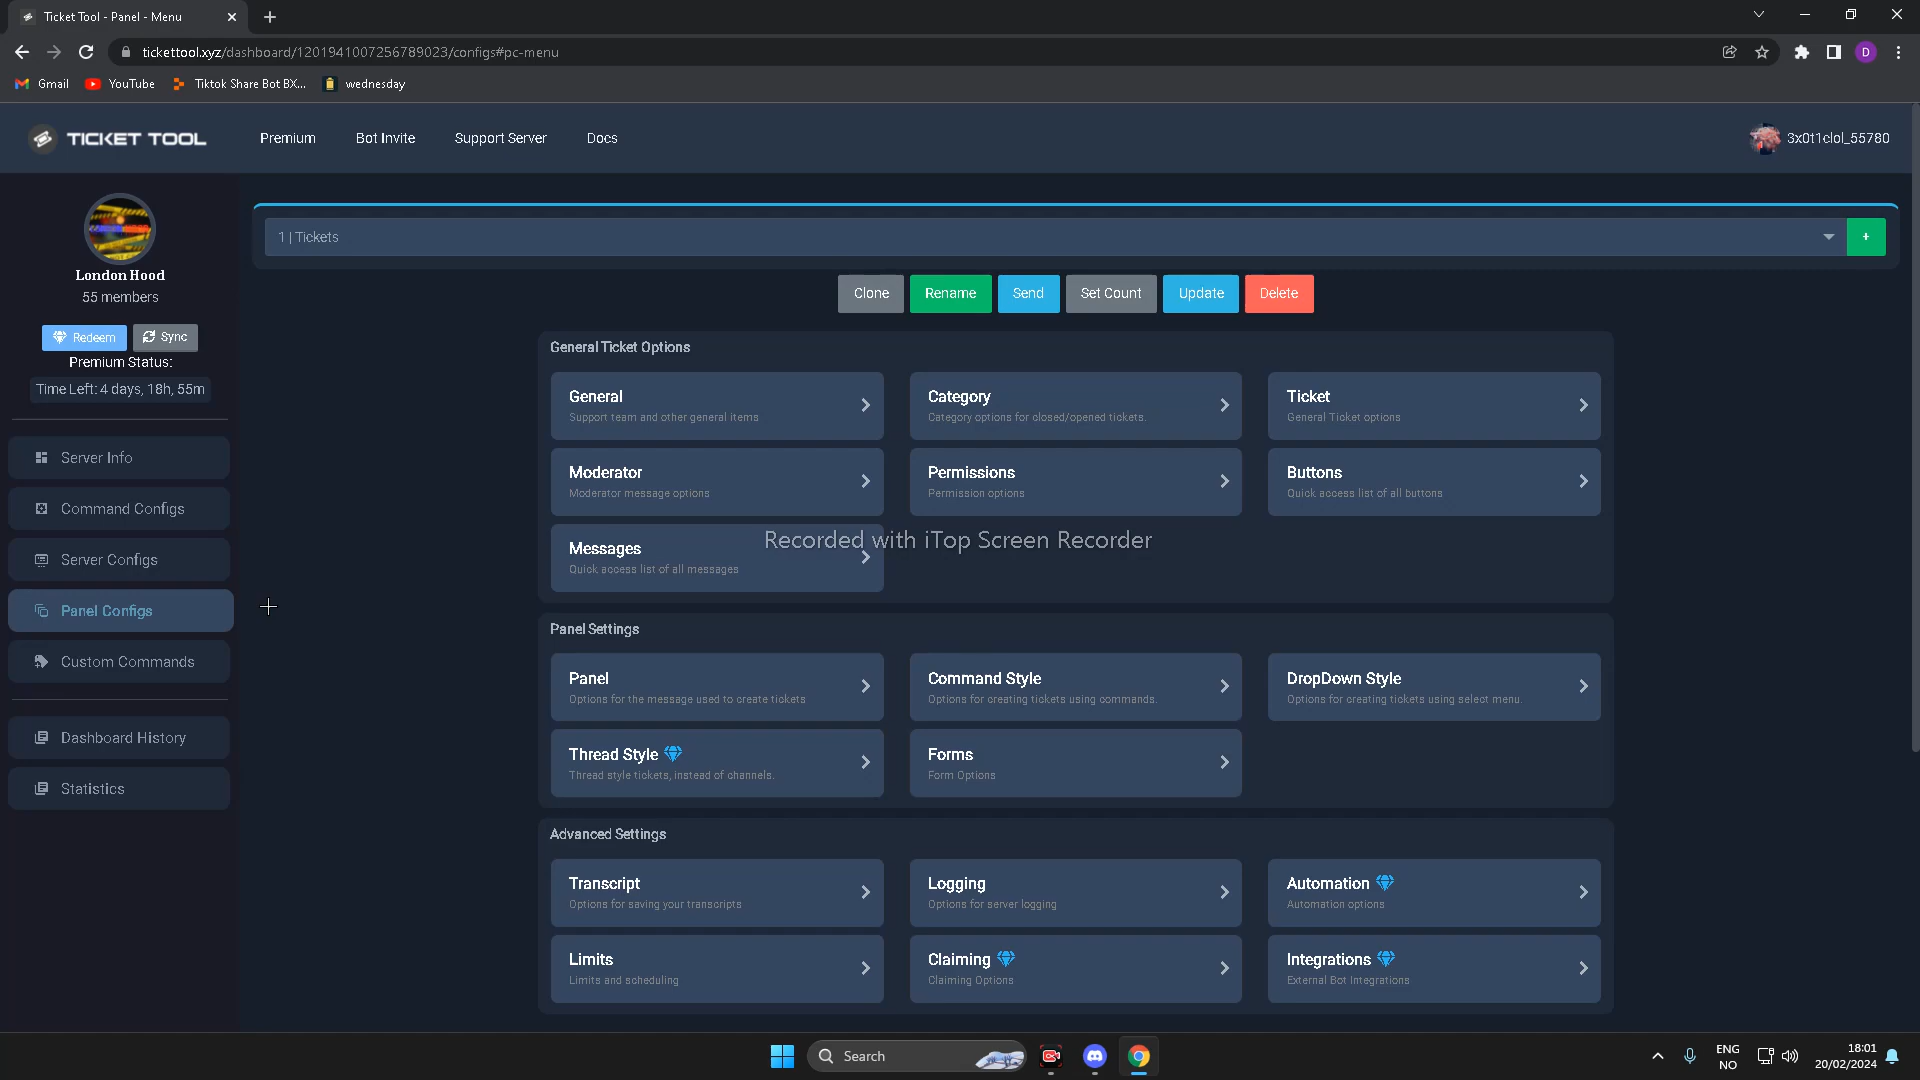 Ticket Tool - Panel - Menu
tickettool.xyz/dashboard/1201941007256789023/configs#pc-menu
D
Gmail
YouTube
Tiktok Share Bot BX...
wednesday
TICKET TOOL
Premium
Bot Invite
Support Server
Docs
3x0t1clol_55780
London Hood
55 members
Redeem
Sync
Premium Status:
Time Left: 4 days, 18h, 55m
Server Info
Command Configs
Server Configs
Panel Configs
Custom Commands
Dashboard History
Statistics
1 | Tickets
+
Clone
Rename
Send
Set Count
Update
Delete
General Ticket Options
General
Support team and other general items
Category
Category options for closed/opened tickets.
Ticket
General Ticket options
Moderator
Moderator message options
Permissions
Permission options
Buttons
Quick access list of all buttons
Messages
Quick access list of all messages
Recorded with iTop Screen Recorder
Panel Settings
Panel
Options for the message used to create tickets
Command Style
Options for creating tickets using commands.
DropDown Style
Options for creating tickets using select menu.
Thread Style
Thread style tickets, instead of channels.
Forms
Form Options
Advanced Settings
Transcript
Options for saving your transcripts
Logging
Options for server logging
Automation
Automation options
Limits
Limits and scheduling
Claiming
Claiming Options
Integrations
External Bot Integrations
Search
ENG
NO
18:01
20/02/2024